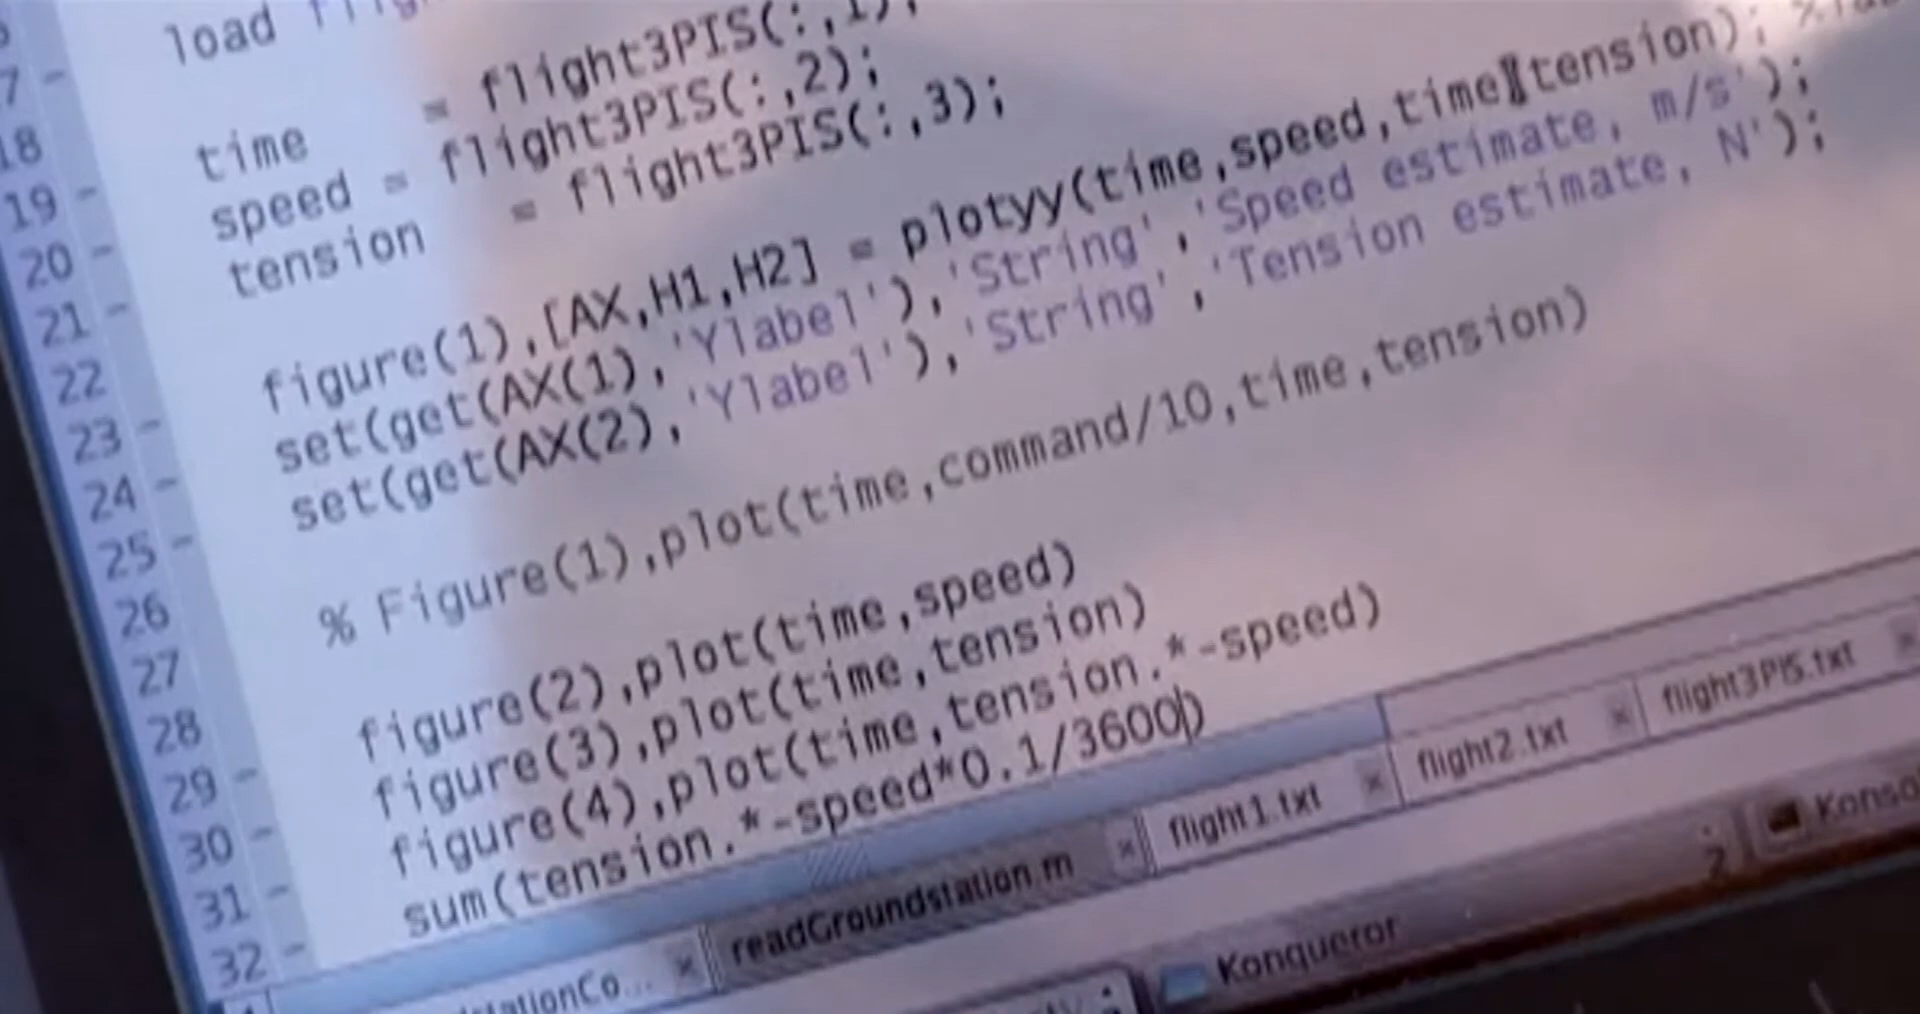 17 - load
18
19 - time = flight3PIS(:,1);
20 - speed = flight3PIS(:,2);
21 - tension = flight3PIS(:,3);
22
23 - figure(1),[AX,H1,H2] = plotyy(time,speed,time,tension);
24 - set(get(AX(1),'Ylabel'),'String','Speed estimate, m/s');
25 - set(get(AX(2),'Ylabel'),'String','Tension estimate, N');
26
27 % Figure(1),plot(time,command/10,time,tension)
28
29 - figure(2),plot(time,speed)
30 - figure(3),plot(time,tension)
31 - figure(4),plot(time,tension.*-speed)
32 - sum(tension.*-speed*0.1/3600)
stationCo... × readGroundstation.m × flight1.txt × flight2.txt × flight3PIS.txt ×
Konqueror 2